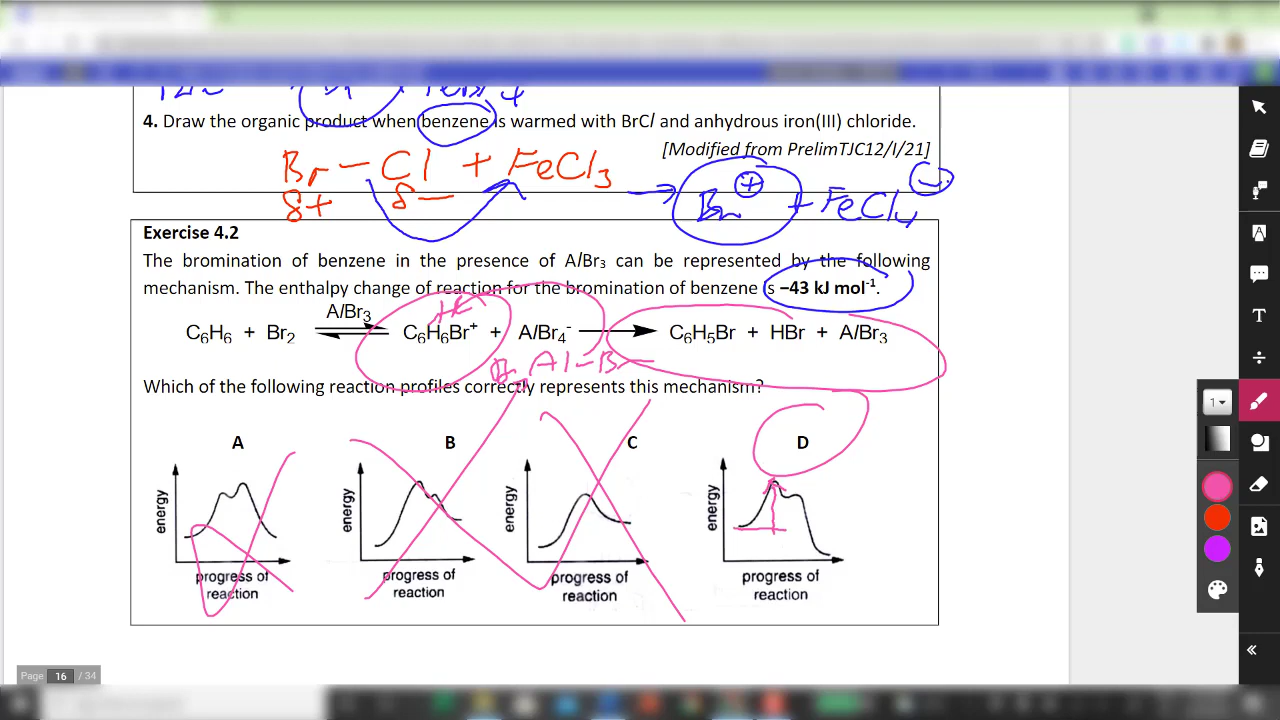 4. Draw the organic product when benzene is warmed with BrCl and anhydrous iron(III) chloride.
[Modified from PrelimTJC12/I/21]
Br – Cl + FeCl3 → Br + + FeCl4 −
δ+ δ−
Exercise 4.2
The bromination of benzene in the presence of AlBr3 can be represented by the following
mechanism. The enthalpy change of reaction for the bromination of benzene is −43 kJ mol-1.
AlBr3
C6H6 + Br2 ⇌ C6H6Br+ + AlBr4- → C6H5Br + HBr + AlBr3
Al – Br
Which of the following reaction profiles correctly represents this mechanism?
A B C D
energy energy energy energy
progress of reaction
progress of reaction
progress of reaction
progress of reaction
Page 16 / 34